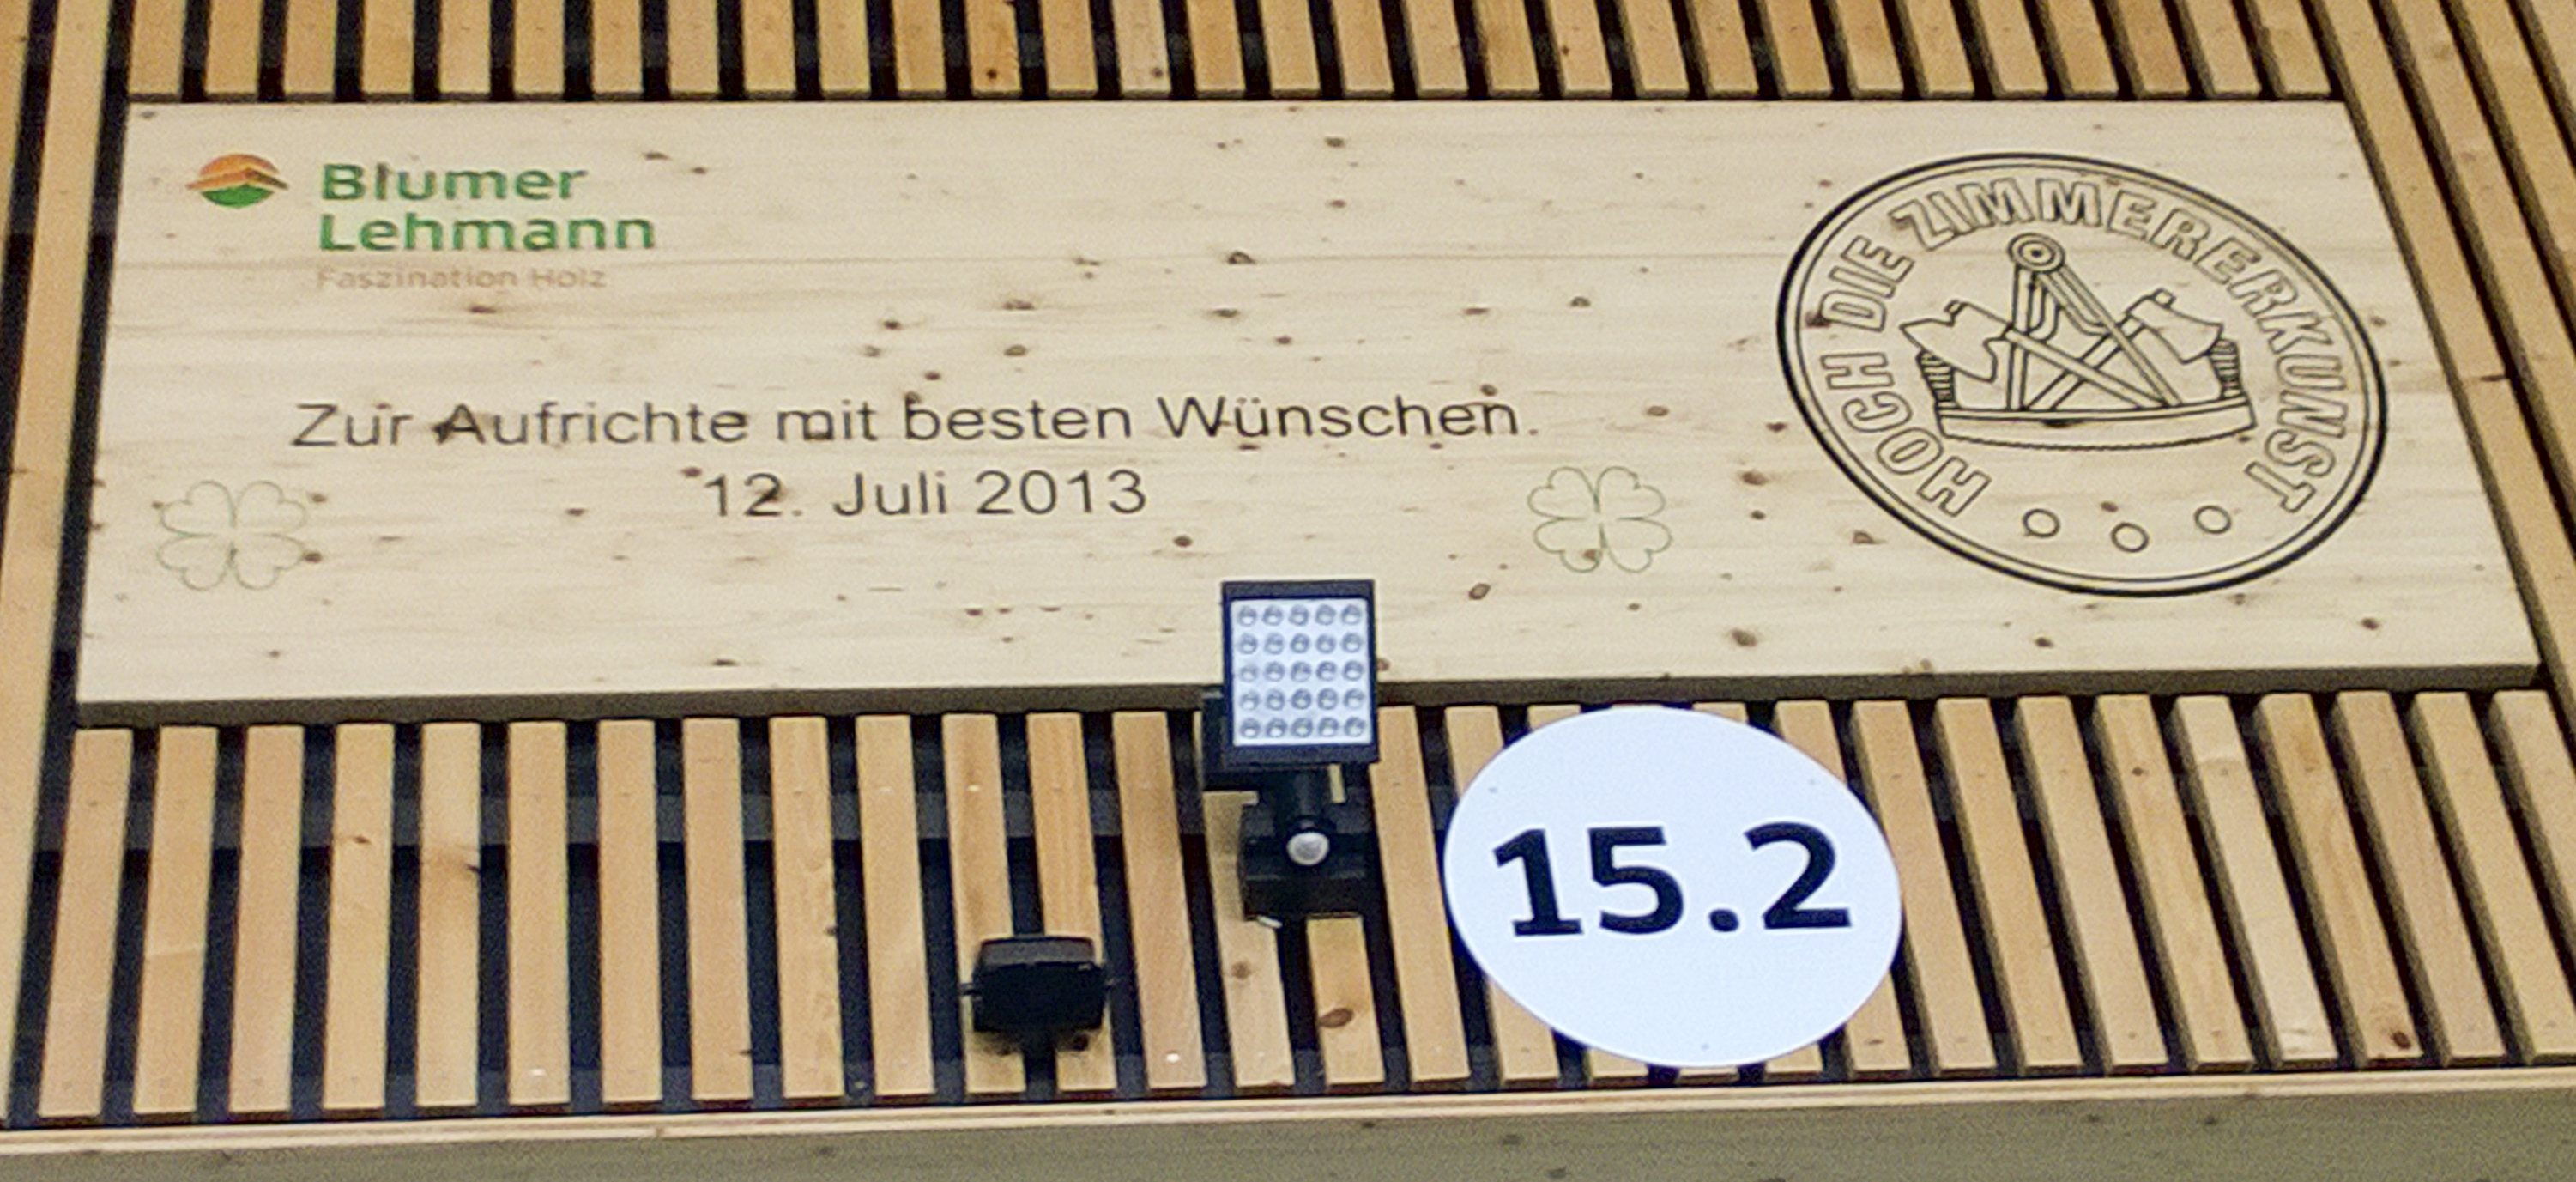 Blumer
Lehmann
Faszination Holz
HOCH DIE ZIMMERERKUNST
Zur Aufrichte mit besten Wünschen.
12. Juli 2013
15.2